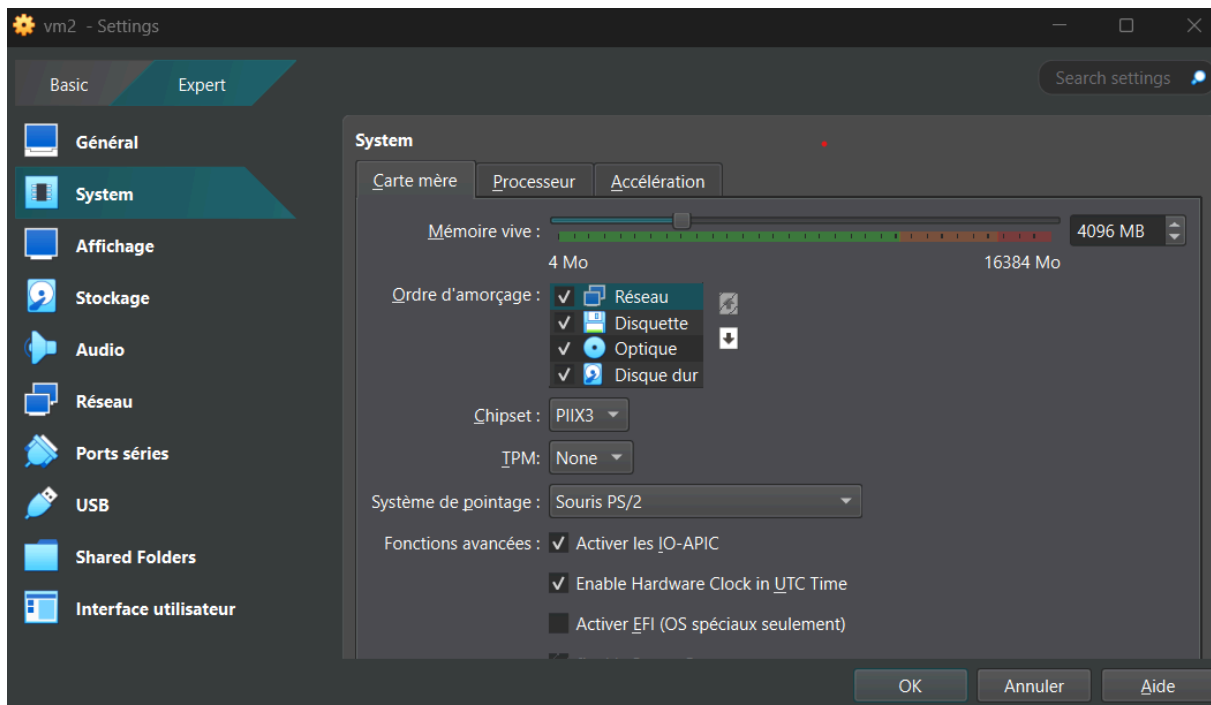 vm2 - Settings
Basic Expert
Search settings
Général
System
Affichage
Stockage
Audio
Réseau
Ports séries
USB
Shared Folders
Interface utilisateur
System
Carte mère Processeur Accélération
Mémoire vive : 4096 MB
4 Mo 16384 Mo
Ordre d'amorçage : Réseau
Disquette
Optique
Disque dur
Chipset : PIIX3
TPM: None
Système de pointage : Souris PS/2
Fonctions avancées : Activer les IO-APIC
Enable Hardware Clock in UTC Time
Activer EFI (OS spéciaux seulement)
OK Annuler Aide